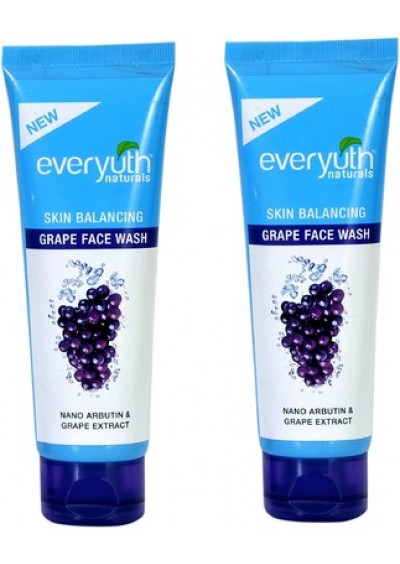 NEW
everyuth
naturals
SKIN BALANCING
GRAPE FACE WASH
NANO ARBUTIN &
GRAPE EXTRACT
NEW
everyuth
naturals
SKIN BALANCING
GRAPE FACE WASH
NANO ARBUTIN &
GRAPE EXTRACT